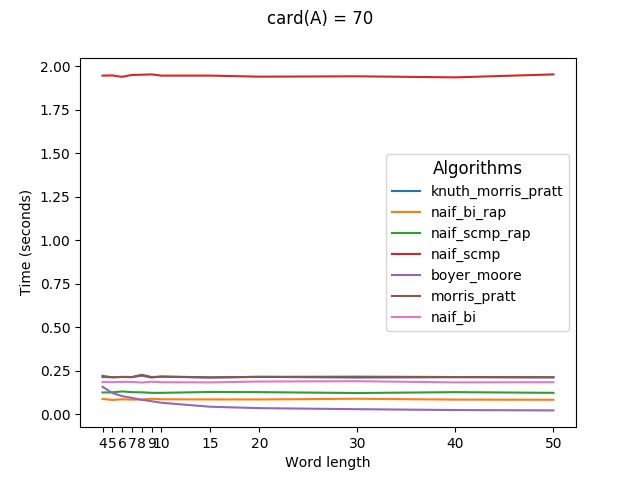 card(A) = 70
2.00
1.75
1.50
1.25
1.00
0.75
0.50
0.25
0.00
Time (seconds)
Algorithms
knuth_morris_pratt
naif_bi_rap
naif_scmp_rap
naif_scmp
boyer_moore
morris_pratt
naif_bi
4 5 6 7 8 9 10 15 20 30 40 50
Word length